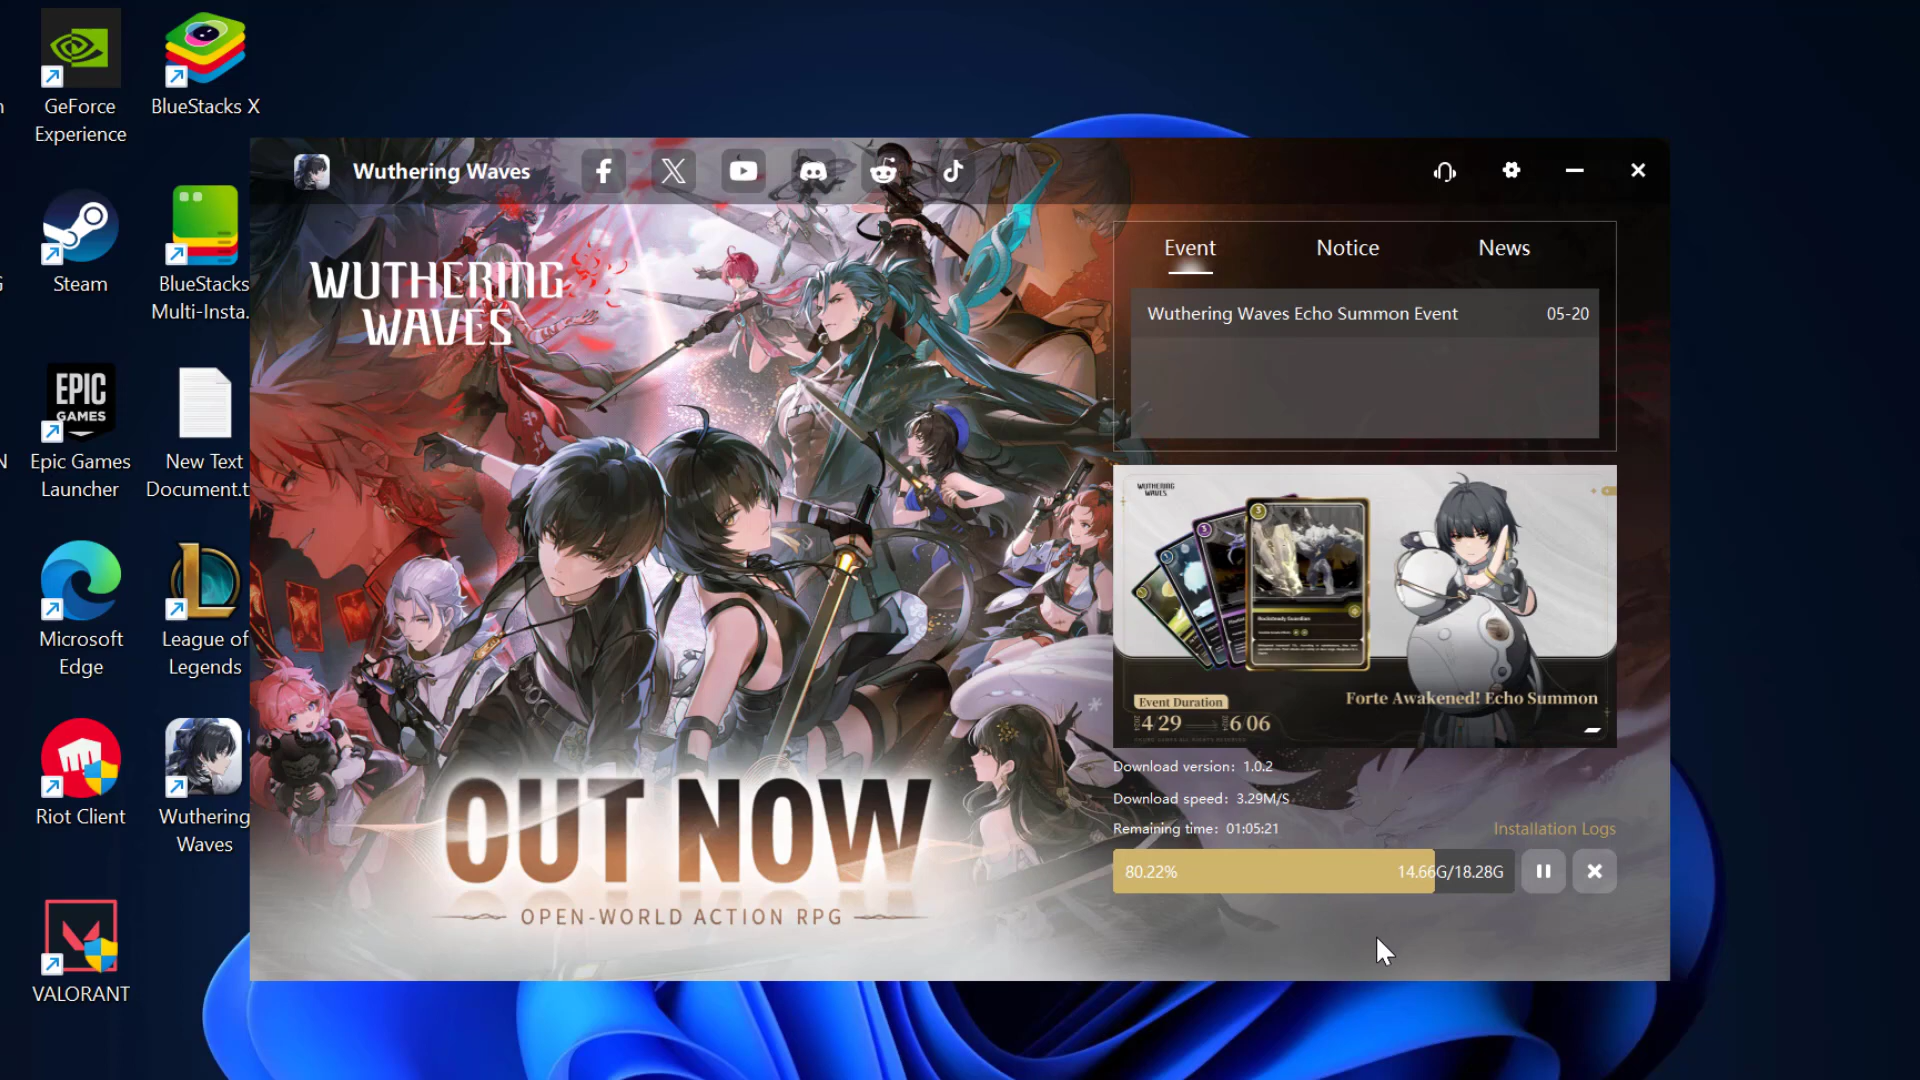 GeForce
Experience
BlueStacks X
Steam
BlueStacks
Multi-Insta.
EPIC
GAMES
Epic Games
Launcher
New Text
Document.t
Microsoft
Edge
League of
Legends
Riot Client
Wuthering
Waves
VALORANT
Wuthering Waves
WUTHERING
WAVES
OUT NOW
OPEN-WORLD ACTION RPG
Event
Notice
News
Wuthering Waves Echo Summon Event
05-20
WUTHERING
WAVES
Rocksteady Guardian
Event Duration
4 29
6 06
Forte Awakened! Echo Summon
Download version: 1.0.2
Download speed: 3.29M/S
Remaining time: 01:05:21
Installation Logs
80.22%
14.66G/18.28G